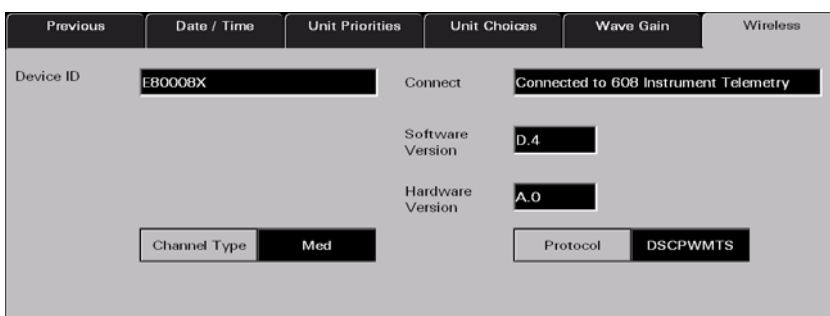 Previous Date / Time Unit Priorities Unit Choices Wave Gain Wireless
Device ID E80008X Connect Connected to 608 Instrument Telemetry
Software
Version D.4
Hardware
Version A.0
Channel Type Med Protocol DSCPWMTS